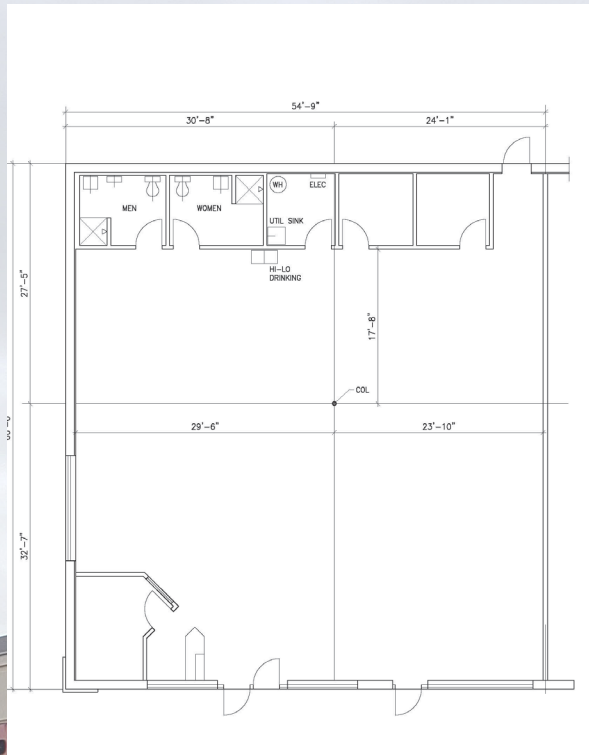 54'-9"
30'-8"
24'-1"
WH
ELEC
MEN
WOMEN
UTIL SINK
HI-LO
DRINKING
27'-5"
17'-8"
COL
29'-6"
23'-10"
32'-7"